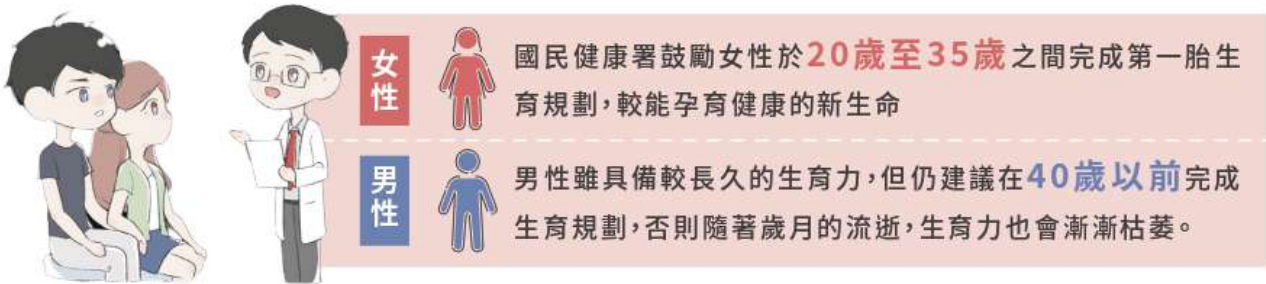 女性
國民健康署鼓勵女性於20歲至35歲之間完成第一胎生
育規劃,較能孕育健康的新生命
男性
男性雖具備較長久的生育力,但仍建議在40歲以前完成
生育規劃,否則隨著歲月的流逝,生育力也會漸漸枯萎。